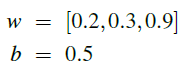 w = [0.2,0.3,0.9]
b = 0.5